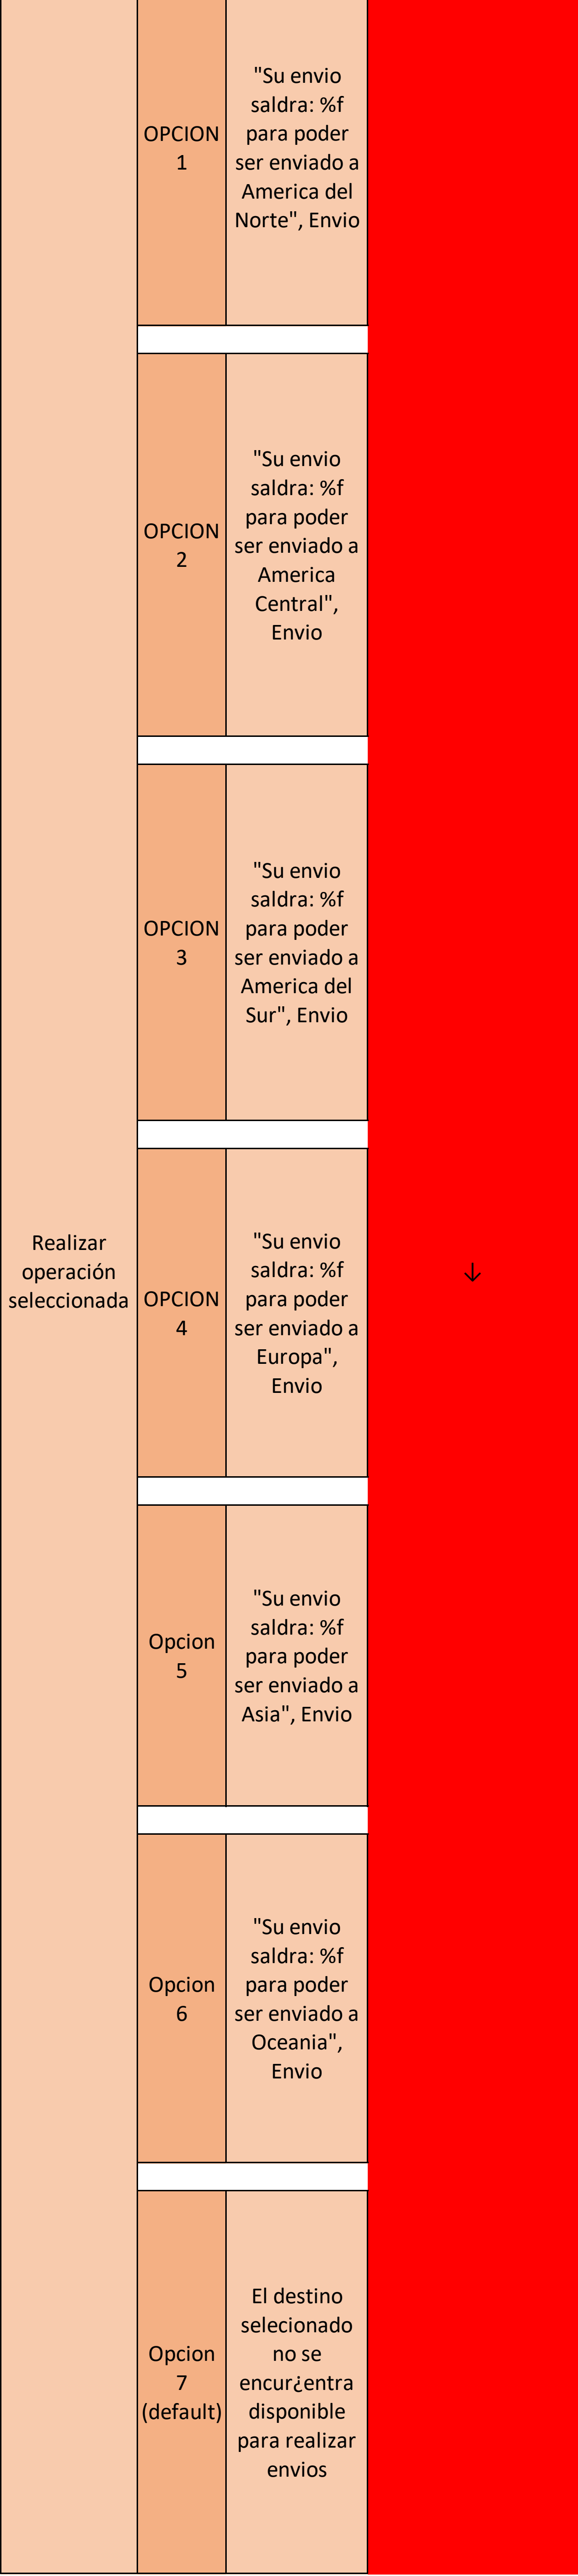 "Su envio
saldra: %f
para poder
ser enviado a
America del
Norte", Envio
OPCION
1
"Su envio
saldra: %f
para poder
ser enviado a
America
Central",
Envio
OPCION
2
"Su envio
saldra: %f
para poder
ser enviado a
America del
Sur", Envio
OPCION
3
Realizar
operación
seleccionada
OPCION
4
"Su envio
saldra: %f
para poder
ser enviado a
Europa",
Envio
↓
Opcion
5
"Su envio
saldra: %f
para poder
ser enviado a
Asia", Envio
Opcion
6
"Su envio
saldra: %f
para poder
ser enviado a
Oceania",
Envio
Opcion
7
(default)
El destino
selecionado
no se
encur¿entra
disponible
para realizar
envios